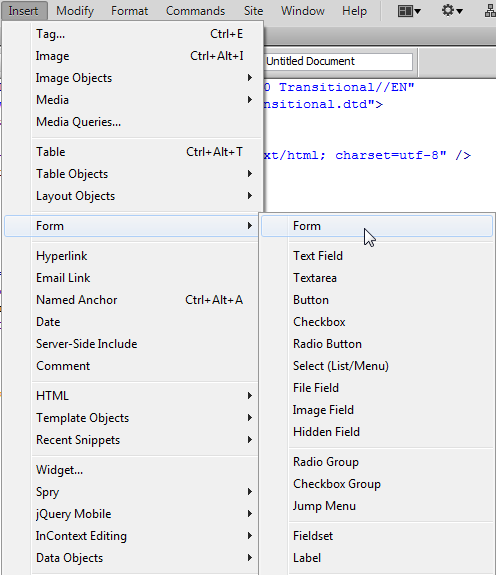 Insert Modify Format Commands Site Window Help
Tag... Ctrl+E
Image Ctrl+Alt+I
Image Objects
Media
Media Queries...
Table Ctrl+Alt+T
Table Objects
Layout Objects
Form
Hyperlink
Email Link
Named Anchor Ctrl+Alt+A
Date
Server-Side Include
Comment
HTML
Template Objects
Recent Snippets
Widget...
Spry
jQuery Mobile
InContext Editing
Data Objects
Untitled Document
0 Transitional//EN"
nsitional.dtd">
xt/html; charset=utf-8" />
Form
Text Field
Textarea
Button
Checkbox
Radio Button
Select (List/Menu)
File Field
Image Field
Hidden Field
Radio Group
Checkbox Group
Jump Menu
Fieldset
Label